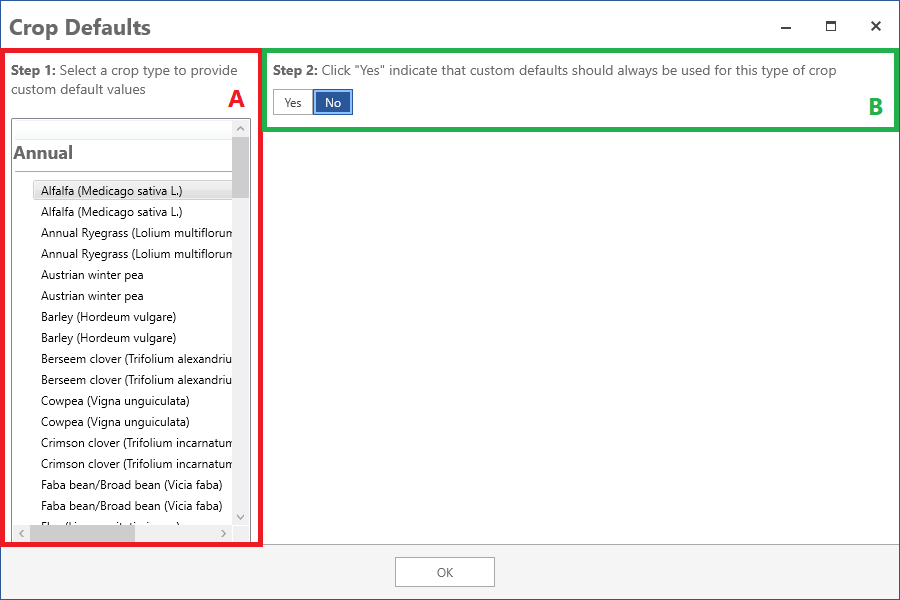 Crop Defaults
Step 1: Select a crop type to provide
custom default values
A
Step 2: Click "Yes" indicate that custom defaults should always be used for this type of crop
Yes No
B
Annual
Alfalfa (Medicago sativa L.)
Alfalfa (Medicago sativa L.)
Annual Ryegrass (Lolium multiflorum
Annual Ryegrass (Lolium multiflorum
Austrian winter pea
Austrian winter pea
Barley (Hordeum vulgare)
Barley (Hordeum vulgare)
Berseem clover (Trifolium alexandriu
Berseem clover (Trifolium alexandriu
Cowpea (Vigna unguiculata)
Cowpea (Vigna unguiculata)
Crimson clover (Trifolium incarnatum
Crimson clover (Trifolium incarnatum
Faba bean/Broad bean (Vicia faba)
Faba bean/Broad bean (Vicia faba)
OK